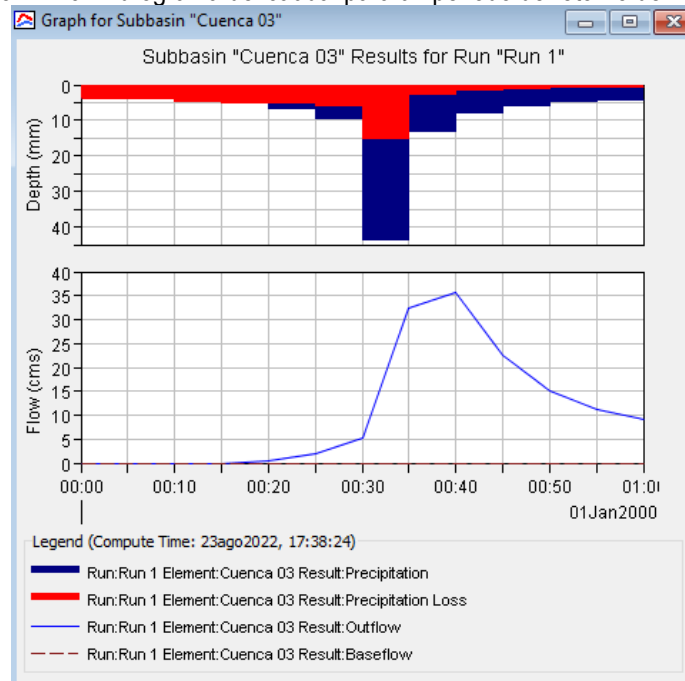 Graph for Subbasin "Cuenca 03"
Subbasin "Cuenca 03" Results for Run "Run 1"
Depth (mm)
0
10
20
30
40
Flow (cms)
40
35
30
25
20
15
10
5
0
00:00 00:10 00:20 00:30 00:40 00:50
01Jan2000
Legend (Compute Time: 23ago2022, 17:38:24)
Run:Run 1 Element:Cuenca 03 Result:Precipitation
Run:Run 1 Element:Cuenca 03 Result:Precipitation Loss
Run:Run 1 Element:Cuenca 03 Result:Outflow
Run:Run 1 Element:Cuenca 03 Result:Baseflow